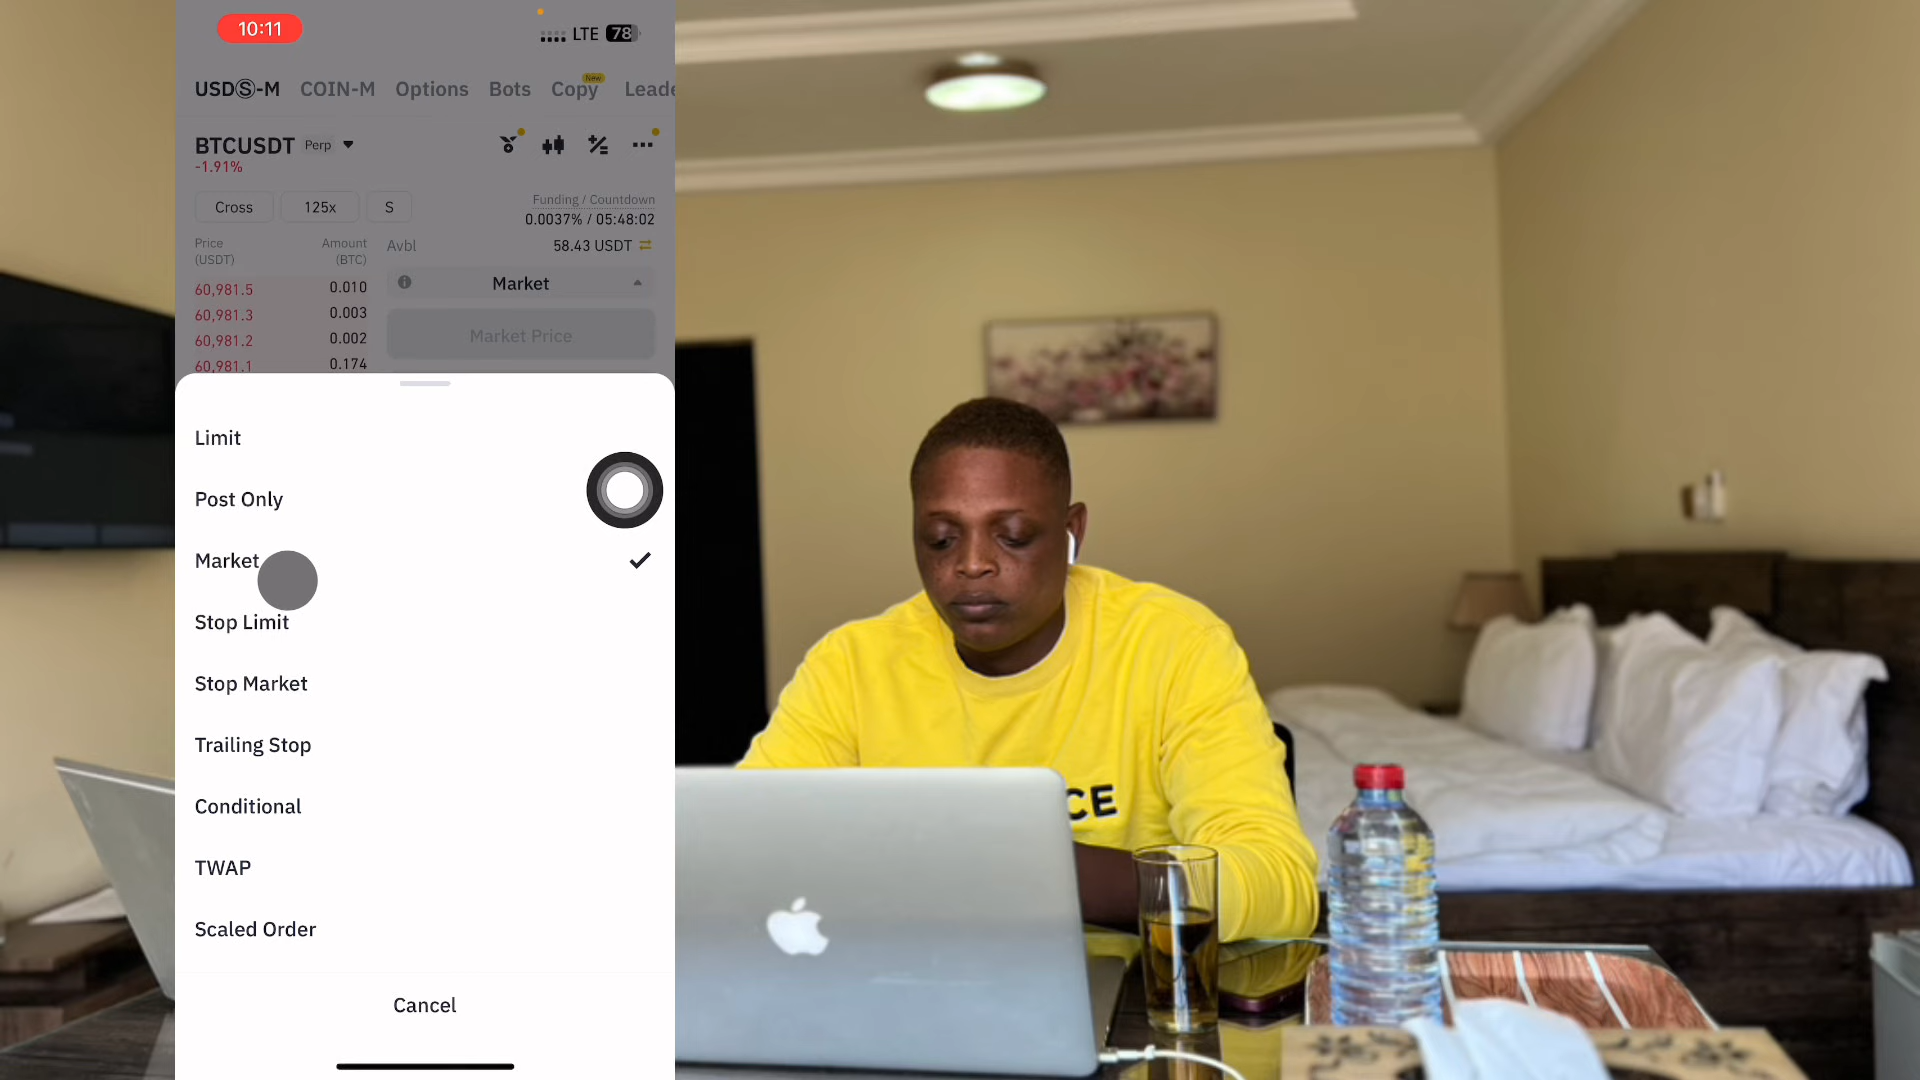 10:11
LTE 78
USDⓈ-M COIN-M Options Bots Copy New Leade
BTCUSDT Perp
-1.91%
Cross 125x S
Funding / Countdown
0.0037% / 05:48:02
Price
(USDT)
Amount
(BTC)
Avbl 58.43 USDT
60,981.5 0.010
60,981.3 0.003
60,981.2 0.002
60,981.1 0.174
Market
Market Price
Limit
Post Only
Market
Stop Limit
Stop Market
Trailing Stop
Conditional
TWAP
Scaled Order
Cancel
CE